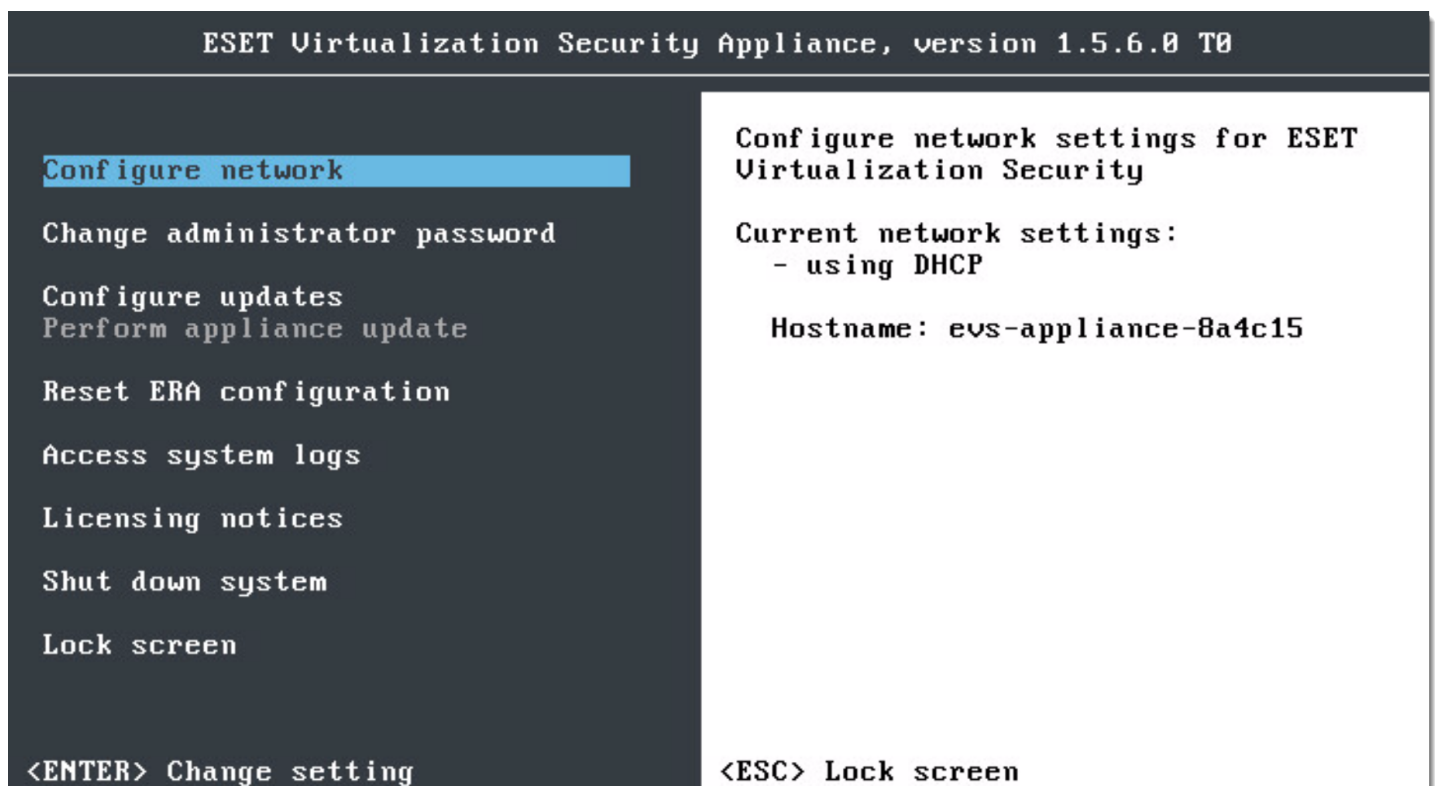 ESET Virtualization Security Appliance, version 1.5.6.0 T0
Configure network
Change administrator password
Configure updates
Perform appliance update
Reset ERA configuration
Access system logs
Licensing notices
Shut down system
Lock screen
<ENTER> Change setting
Configure network settings for ESET
Virtualization Security
Current network settings:
- using DHCP
Hostname: evs-appliance-8a4c15
<ESC> Lock screen